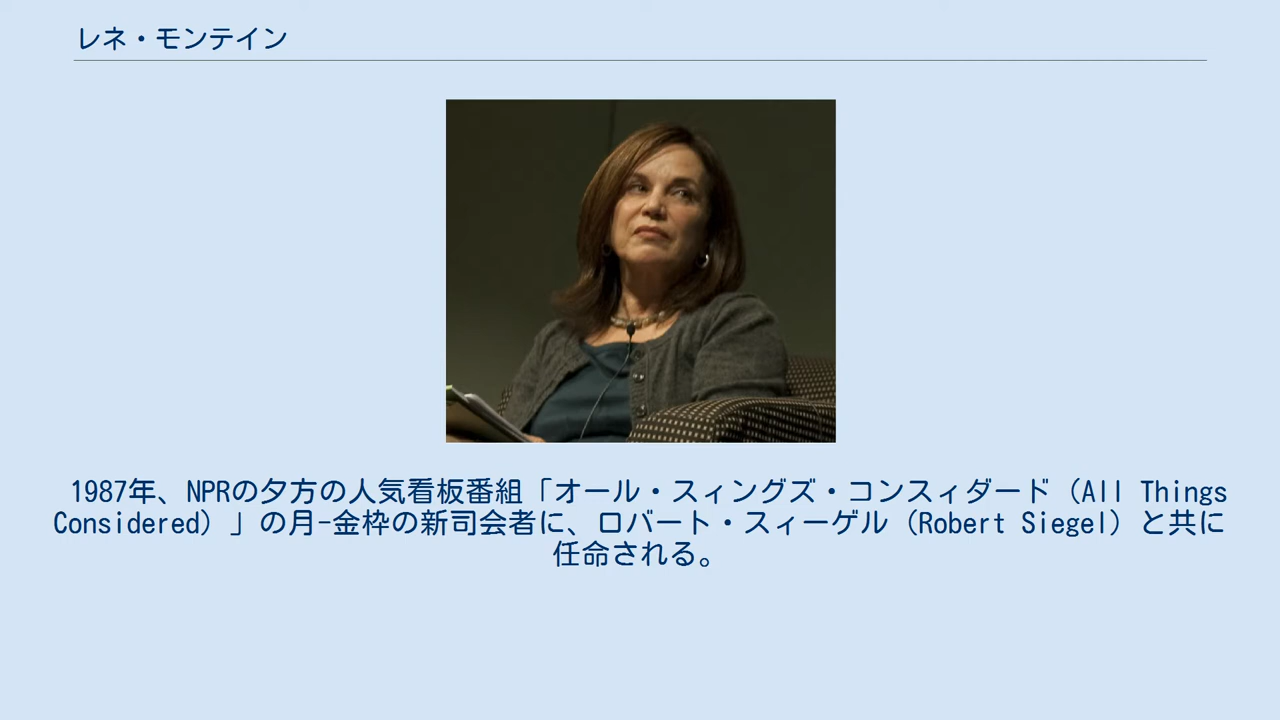 レネ・モンテイン
1987年、NPRの夕方の人気看板番組「オール・スィングズ・コンスィダード（All Things
Considered）」の月-金枠の新司会者に、ロバート・スィーゲル（Robert Siegel）と共に
任命される。